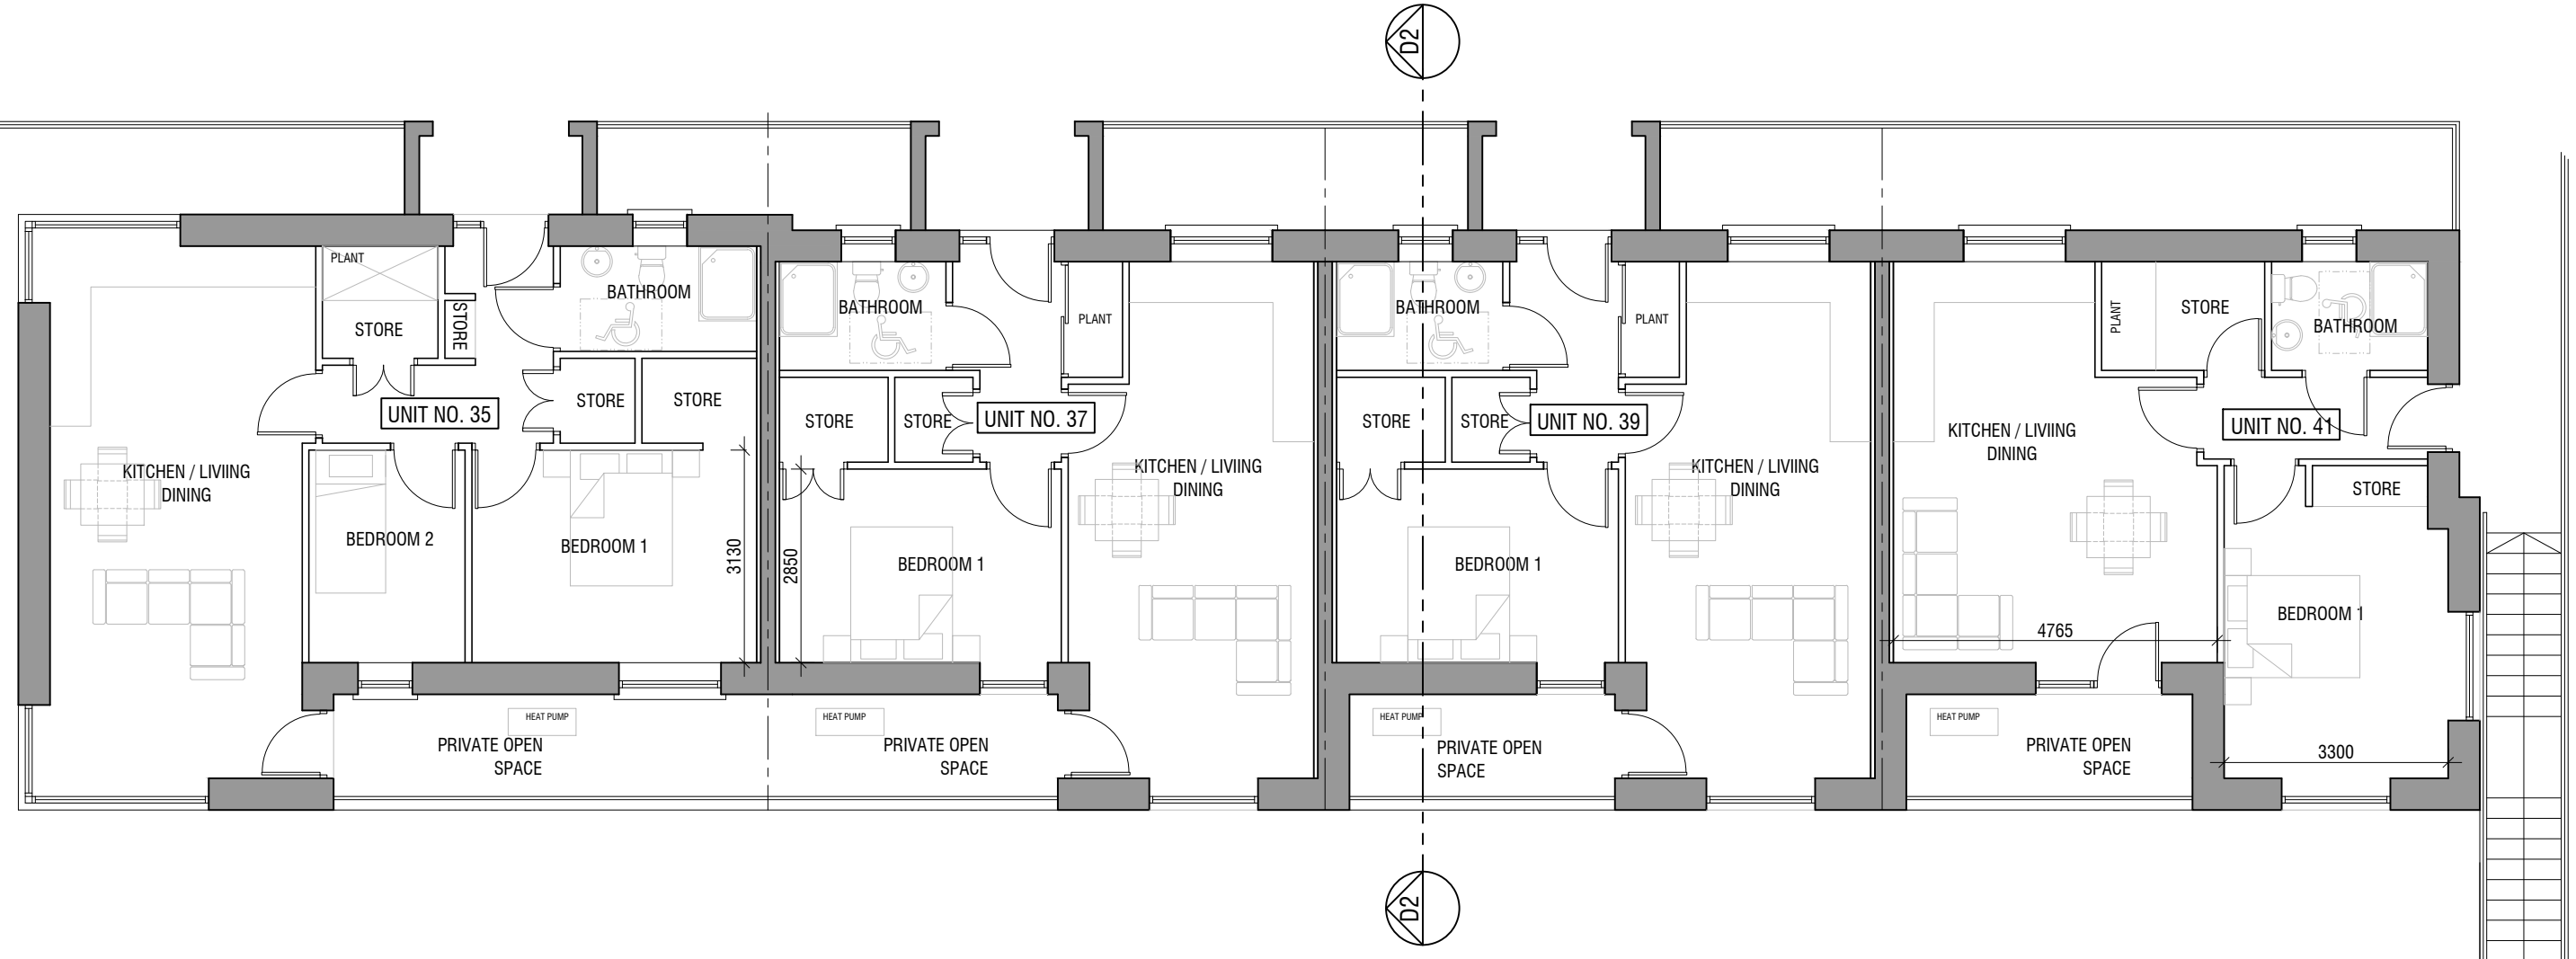 D2
PLANT
STORE
STORE
BATHROOM
STORE
STORE
UNIT NO. 35
KITCHEN / LIVIING
DINING
BEDROOM 2
BEDROOM 1
3130
HEAT PUMP
PRIVATE OPEN
SPACE
BATHROOM
PLANT
STORE
STORE
UNIT NO. 37
KITCHEN / LIVIING
DINING
2850
BEDROOM 1
HEAT PUMP
PRIVATE OPEN
SPACE
BATHROOM
PLANT
STORE
STORE
UNIT NO. 39
KITCHEN / LIVIING
DINING
BEDROOM 1
HEAT PUMP
PRIVATE OPEN
SPACE
PLANT
STORE
BATHROOM
KITCHEN / LIVIING
DINING
UNIT NO. 41
STORE
BEDROOM 1
4765
HEAT PUMP
PRIVATE OPEN
SPACE
3300
D2